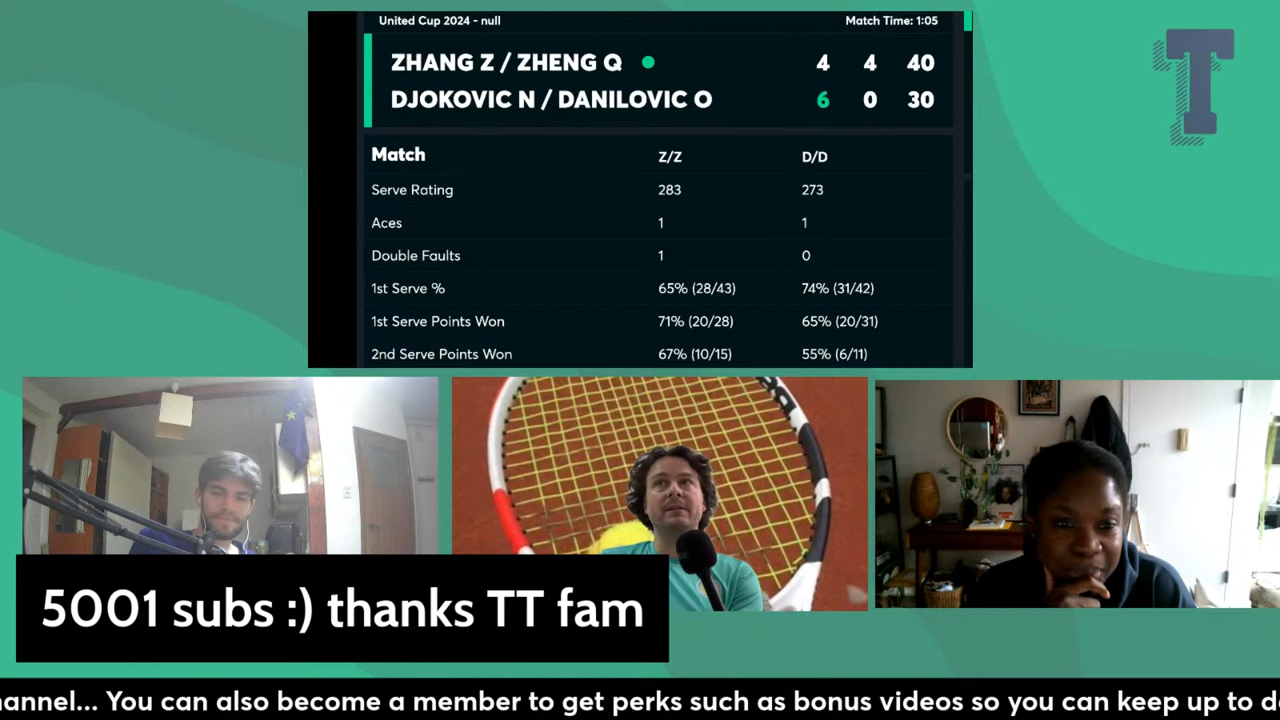 United Cup 2024 - null Match Time: 1:05
ZHANG Z / ZHENG Q 4 4 40
DJOKOVIC N / DANILOVIC O 6 0 30
Match Z/Z D/D
Serve Rating 283 273
Aces 1 1
Double Faults 1 0
1st Serve % 65% (28/43) 74% (31/42)
1st Serve Points Won 71% (20/28) 65% (20/31)
2nd Serve Points Won 67% (10/15) 55% (6/11)
T
5001 subs :) thanks TT fam
hannel... You can also become a member to get perks such as bonus videos so you can keep up to d